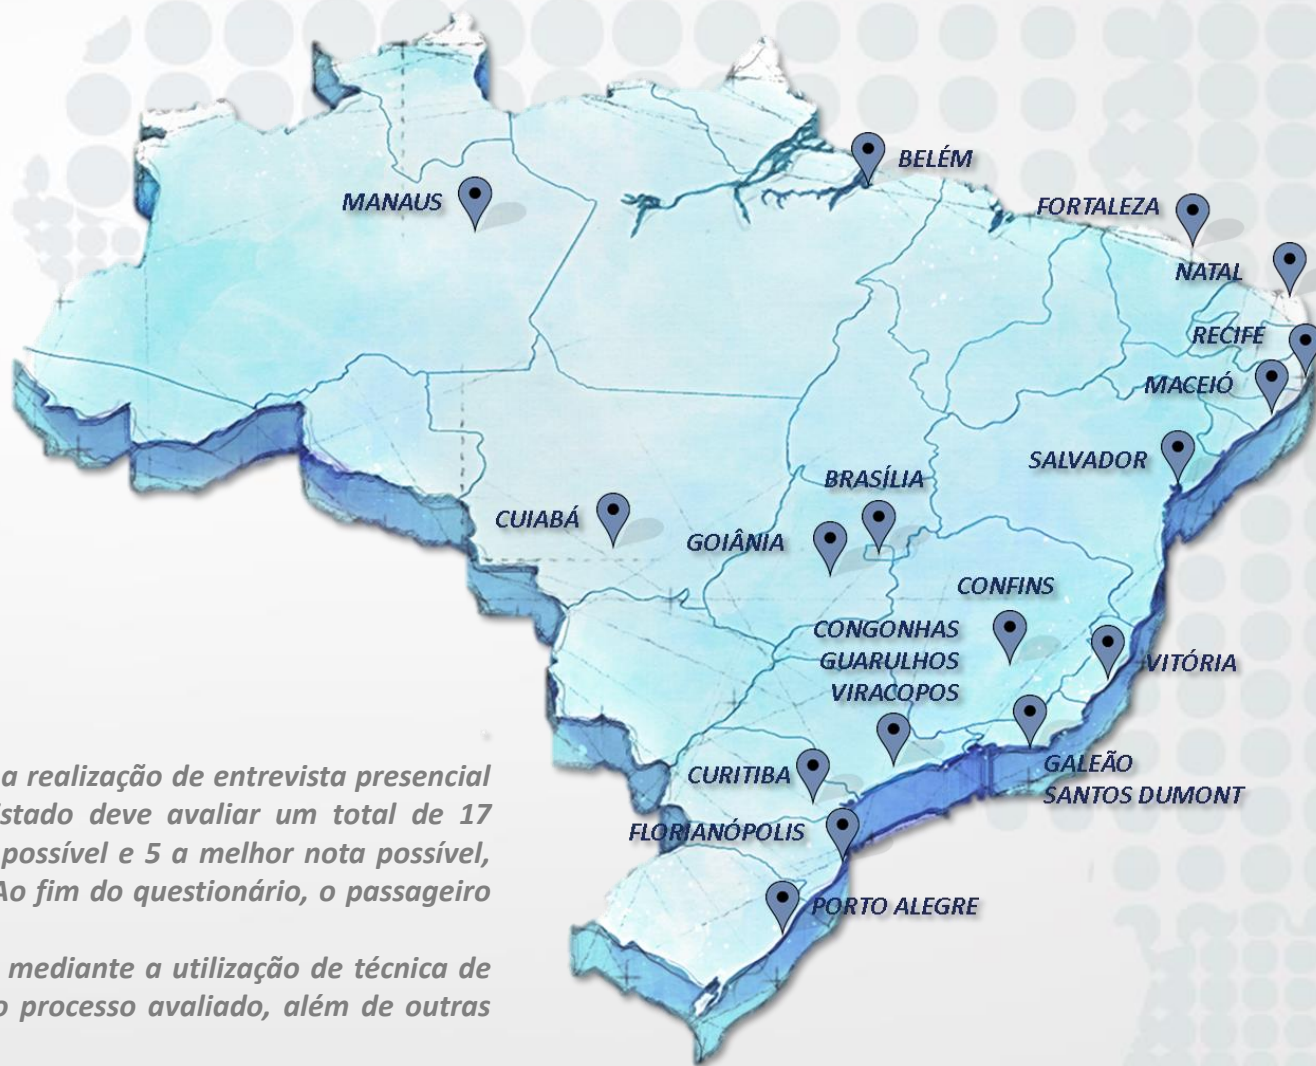 BELÉM
MANAUS
FORTALEZA
NATAL
RECIFE
MACEIÓ
SALVADOR
BRASÍLIA
CUIABÁ
GOIÂNIA
CONFINS
CONGONHAS
GUARULHOS
VIRACOPOS
VITÓRIA
GALEÃO
SANTOS DUMONT
CURITIBA
FLORIANÓPOLIS
PORTO ALEGRE
a realização de entrevista presencial
deve avaliar um total de 17
possível e 5 a melhor nota possível,
Ao fim do questionário, o passageiro
mediante a utilização de técnica de
o processo avaliado, além de outras